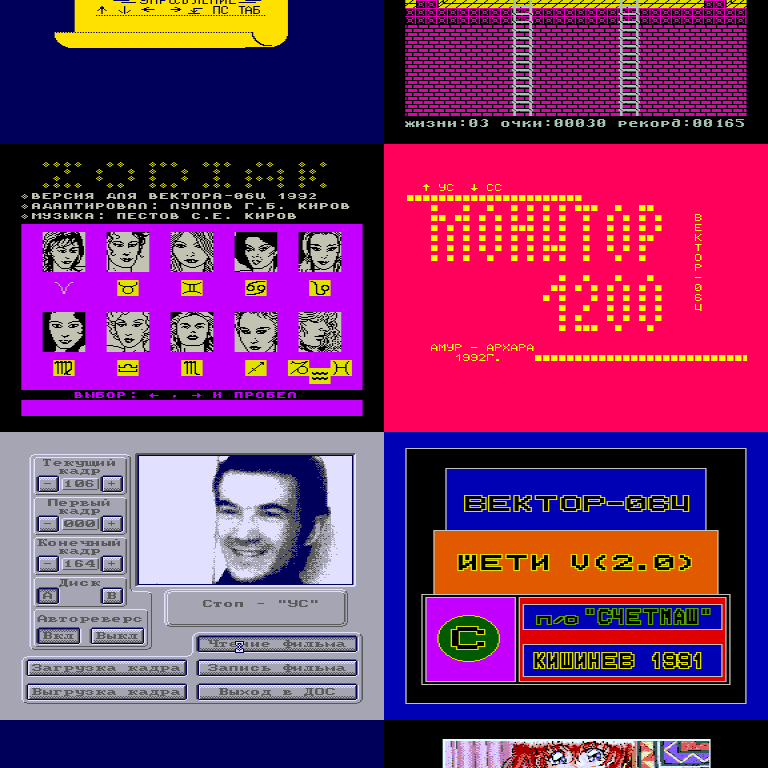 УПРАВЛЕНИЕ
↑ ↓ ← → ПС ТАБ
жизни:03 очки:00030 рекорд:00165
ZODIAK
ВЕРСИЯ ДЛЯ ВЕКТОРА-06Ц 1992
АДАПТИРОВАЛ: ЛУППОВ Г.Б. КИРОВ
МУЗЫКА: ПЕСТОВ С.Е. КИРОВ
ВЫБОР: ← , → И ПРОБЕЛ
↑ УС ↓ СС
МОНИТОР
1200
ВЕКТОР-06Ц
АМУР - АРХАРА
1992Г.
Текущий
кадр
- 106 +
Первый
кадр
- 000 +
Конечный
кадр
- 164 +
Диск
A B
Автореверс
Вкл Выкл
Стоп - "УС"
Чтение фильма
Загрузка кадра
Запись фильма
Выгрузка кадра
Выход в ДОС
ВЕКТОР-06Ц
ЙЕТИ V(2.0)
C
п/о "СЧЕТМАШ"
КИШИНЕВ 1991